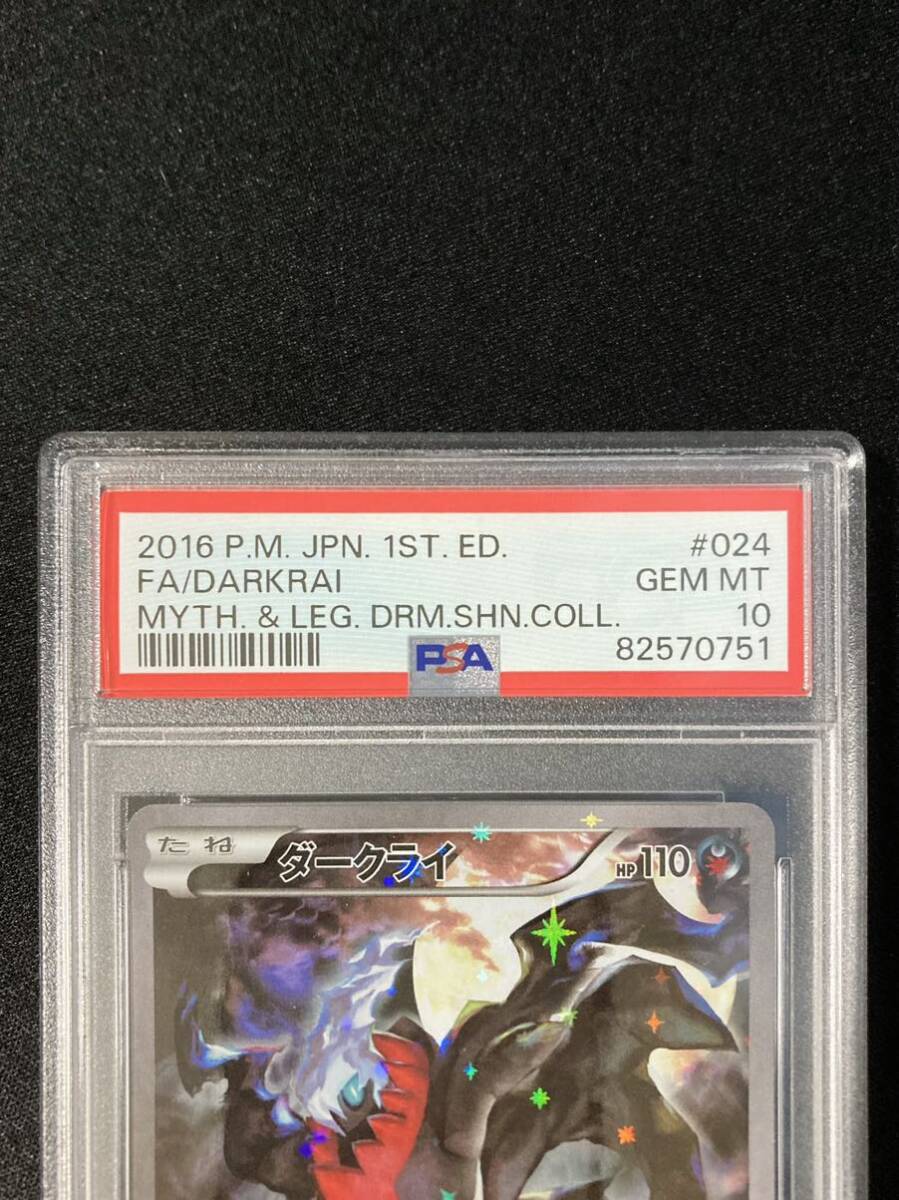 2016 P.M. JPN. 1ST. ED. #024
FA/DARKRAI GEM MT
MYTH. & LEG. DRM.SHN.COLL. 10
PSA 82570751
たね ダークライ HP110